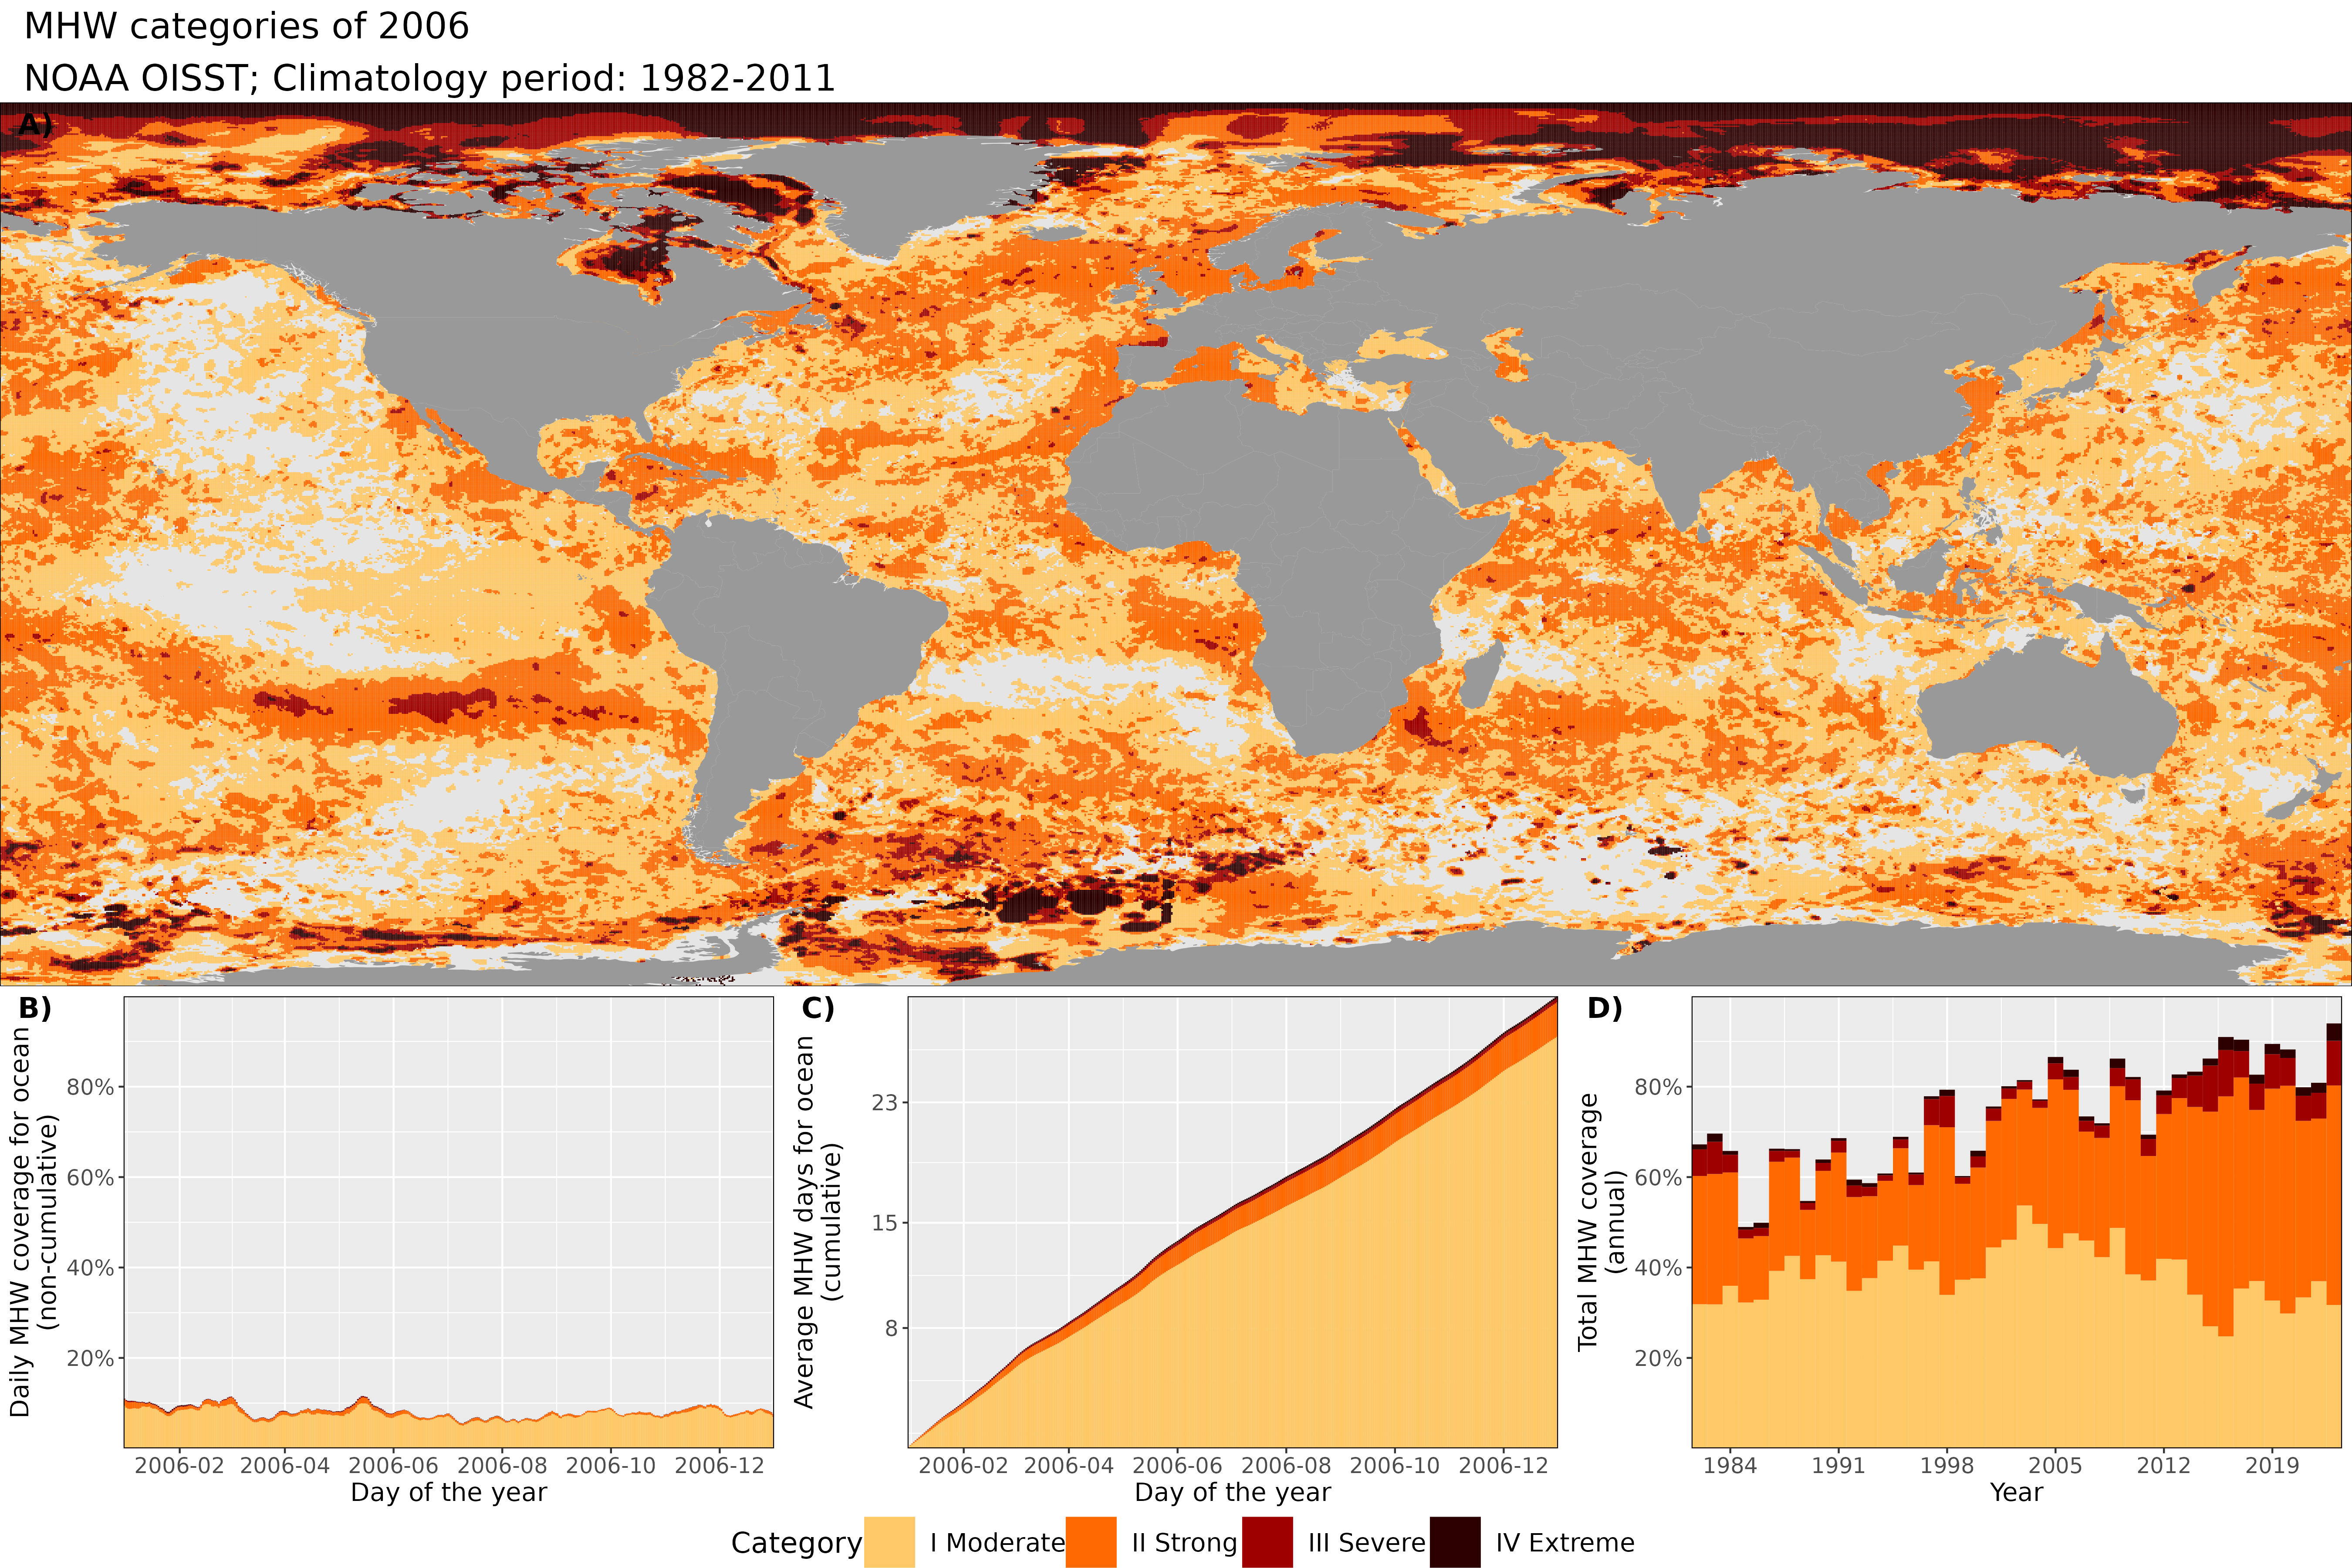 MHW categories of 2006
NOAA OISST; Climatology period: 1982-2011
A)
B)
Daily MHW coverage for ocean
(non-cumulative)
80%
60%
40%
20%
2006-02 2006-04 2006-06 2006-08 2006-10 2006-12
Day of the year
C)
Average MHW days for ocean
(cumulative)
23
15
8
2006-02 2006-04 2006-06 2006-08 2006-10 2006-12
Day of the year
D)
Total MHW coverage
(annual)
80%
60%
40%
20%
1984 1991 1998 2005 2012 2019
Year
Category I Moderate II Strong III Severe IV Extreme